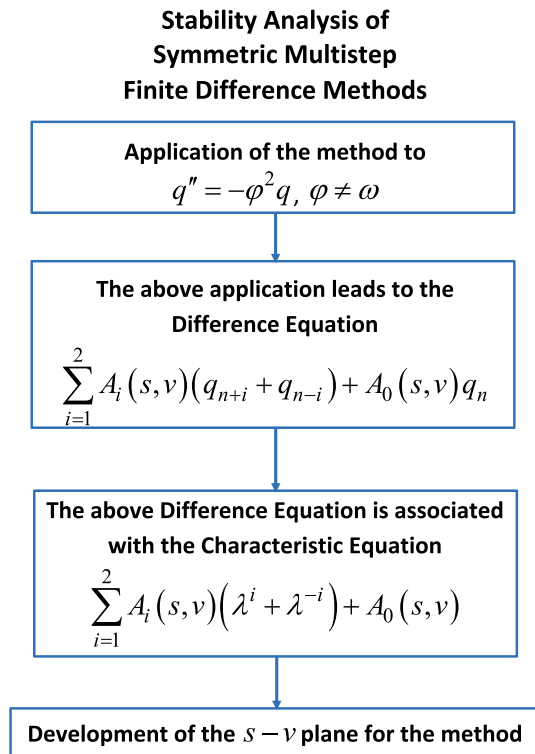 Stability Analysis of
Symmetric Multistep
Finite Difference Methods
Application of the method to
q″ = −φ²q, φ ≠ ω
The above application leads to the
Difference Equation
∑_{i=1}^{2} A_i(s,v)(q_{n+i} + q_{n−i}) + A_0(s,v)q_n
The above Difference Equation is associated
with the Characteristic Equation
∑_{i=1}^{2} A_i(s,v)(λ^i + λ^{−i}) + A_0(s,v)
Development of the s − v plane for the method